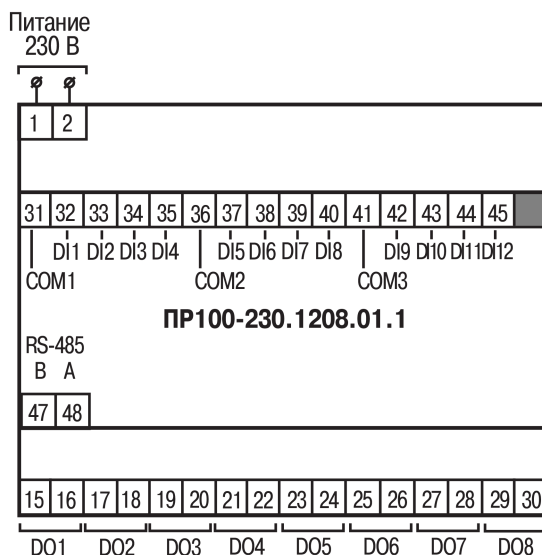 Питание
230 В
1 2
31 32 33 34 35 36 37 38 39 40 41 42 43 44 45
DI1 DI2 DI3 DI4 DI5 DI6 DI7 DI8 DI9 DI10 DI11 DI12
COM1 COM2 COM3
ПР100-230.1208.01.1
RS-485
B A
47 48
15 16 17 18 19 20 21 22 23 24 25 26 27 28 29 30
DO1 DO2 DO3 DO4 DO5 DO6 DO7 DO8